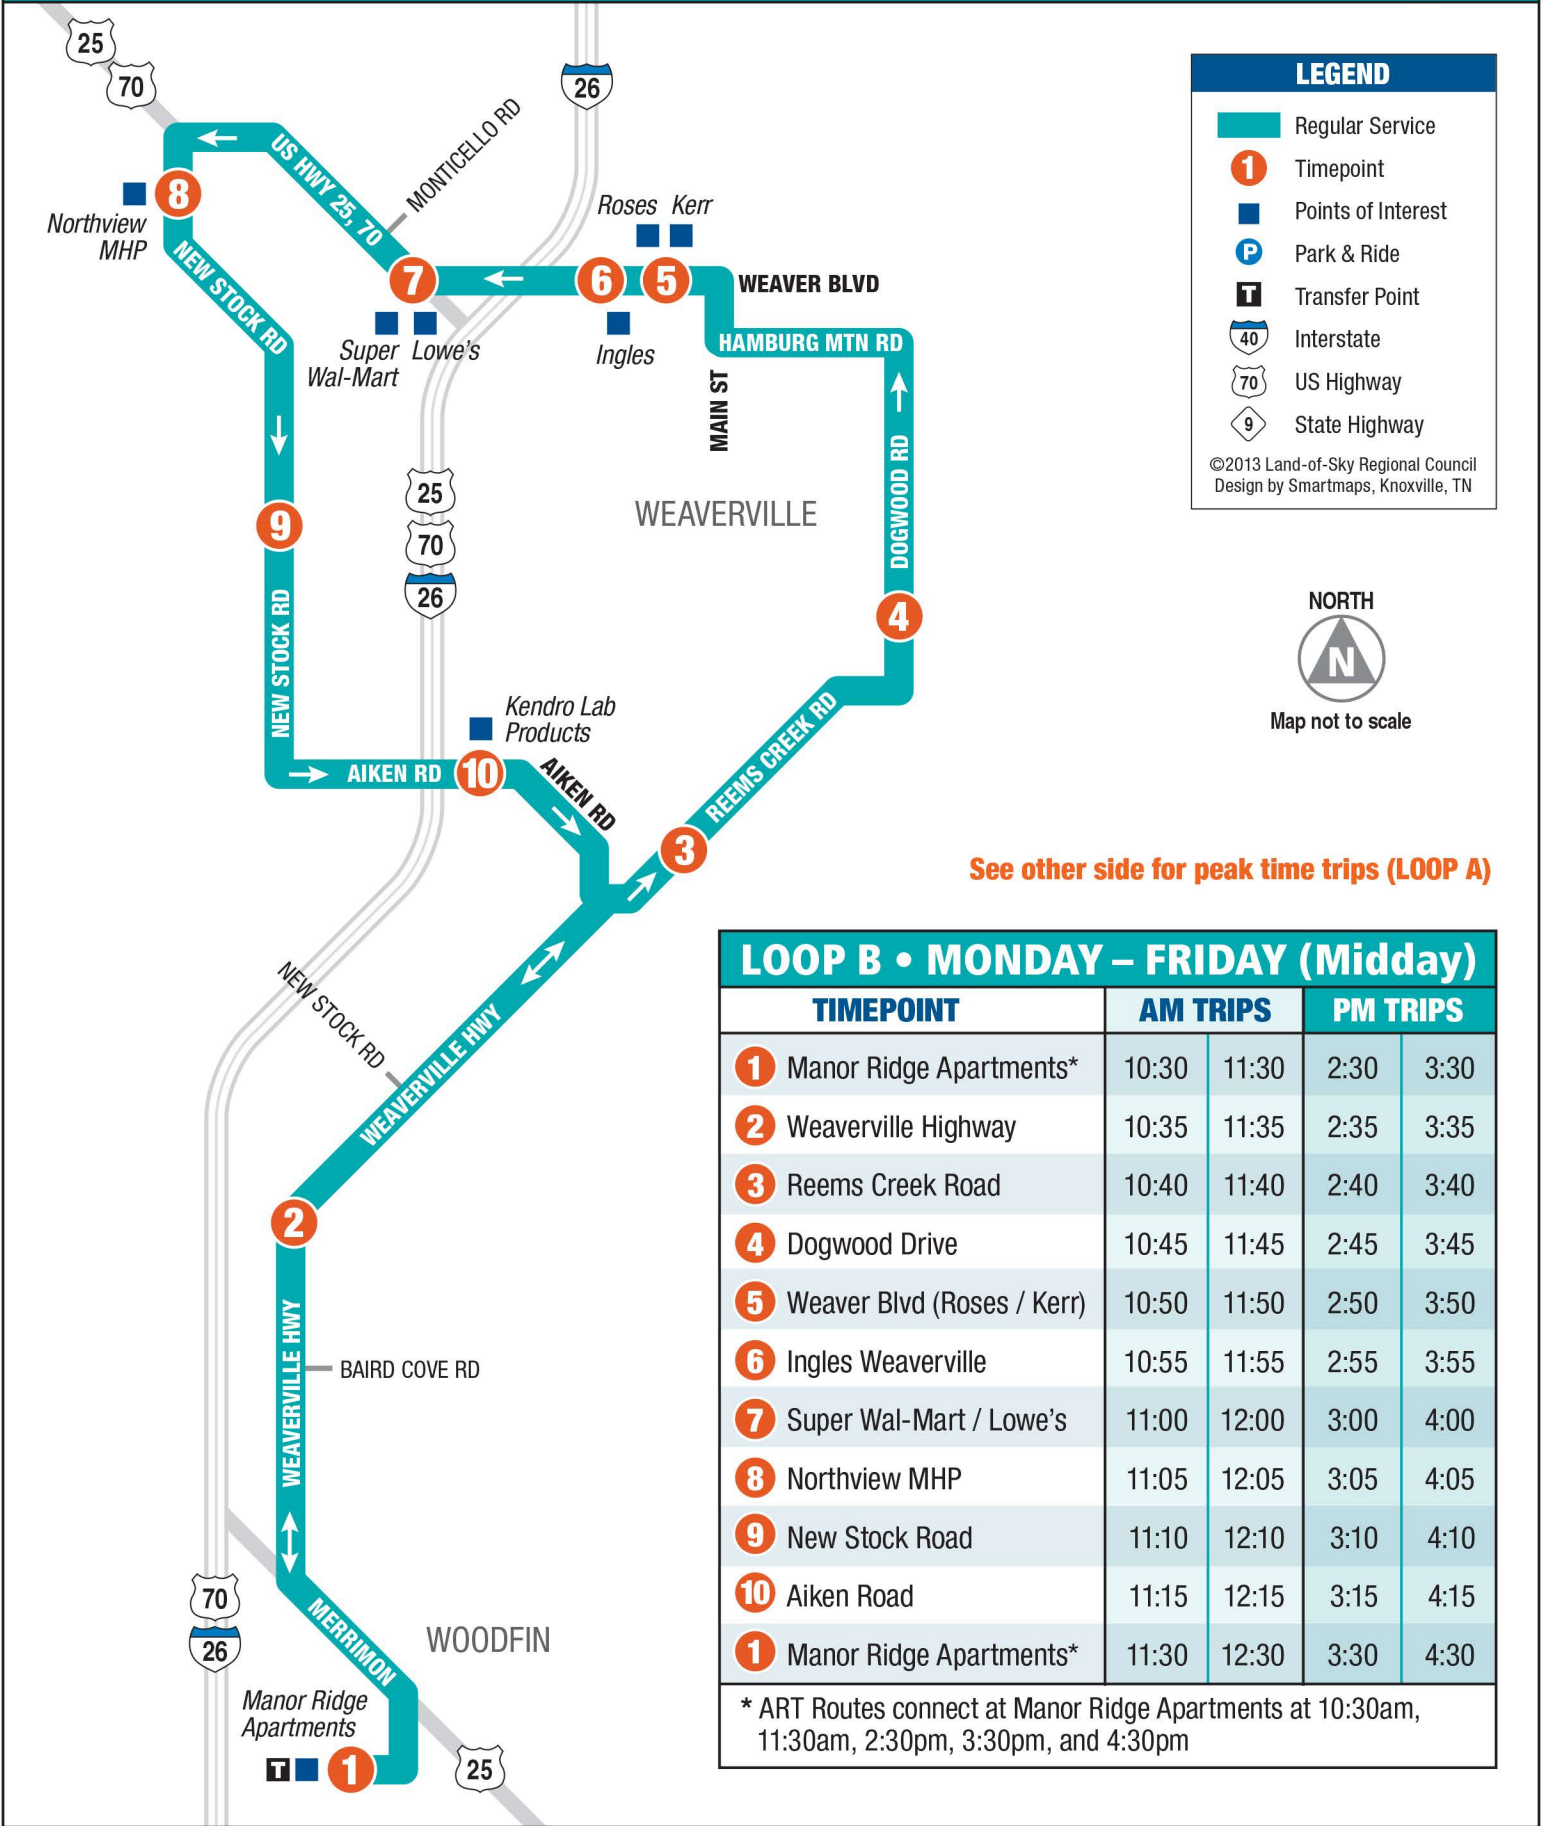 25
70
26
MONTICELLO RD
US HWY 25, 70
8
Northview
MHP
NEW STOCK RD
Roses Kerr
7
6
5
WEAVER BLVD
Super
Wal-Mart
Lowe's
Ingles
HAMBURG MTN RD
MAIN ST
DOGWOOD RD
25
70
26
WEAVERVILLE
9
4
NEW STOCK RD
Kendro Lab
Products
AIKEN RD
10
AIKEN RD
REEMS CREEK RD
3
NEW STOCK RD
WEAVERVILLE HWY
2
WEAVERVILLE HWY
BAIRD COVE RD
70
26
MERRIMON
WOODFIN
Manor Ridge
Apartments
T
1
25
LEGEND
Regular Service
1 Timepoint
Points of Interest
P Park & Ride
T Transfer Point
40 Interstate
70 US Highway
9 State Highway
©2013 Land-of-Sky Regional Council
Design by Smartmaps, Knoxville, TN
NORTH
N
Map not to scale
See other side for peak time trips (LOOP A)
LOOP B • MONDAY – FRIDAY (Midday)
TIMEPOINT AM TRIPS PM TRIPS
1 Manor Ridge Apartments* 10:30 11:30 2:30 3:30
2 Weaverville Highway 10:35 11:35 2:35 3:35
3 Reems Creek Road 10:40 11:40 2:40 3:40
4 Dogwood Drive 10:45 11:45 2:45 3:45
5 Weaver Blvd (Roses / Kerr) 10:50 11:50 2:50 3:50
6 Ingles Weaverville 10:55 11:55 2:55 3:55
7 Super Wal-Mart / Lowe's 11:00 12:00 3:00 4:00
8 Northview MHP 11:05 12:05 3:05 4:05
9 New Stock Road 11:10 12:10 3:10 4:10
10 Aiken Road 11:15 12:15 3:15 4:15
1 Manor Ridge Apartments* 11:30 12:30 3:30 4:30
* ART Routes connect at Manor Ridge Apartments at 10:30am,
11:30am, 2:30pm, 3:30pm, and 4:30pm